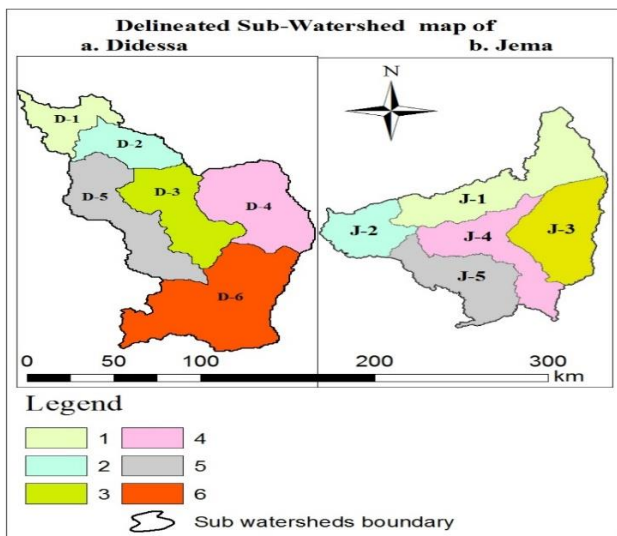 Delineated Sub-Watershed map of
a. Didessa b. Jema
N
D-1
D-2
D-5
D-3
D-4
D-6
J-1
J-2
J-4
J-3
J-5
0 50 100 200 300
km
Legend
1 4
2 5
3 6
Sub watersheds boundary